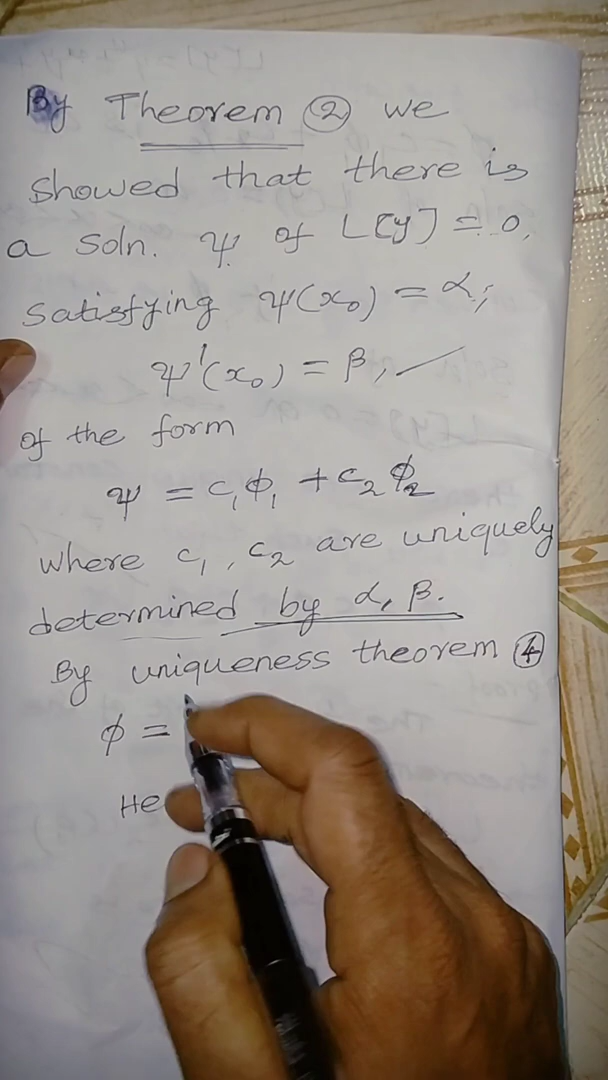 By Theorem ② we
showed that there is
a soln. ψ of L[y] = 0,
satisfying ψ(x₀) = α,
ψ'(x₀) = β,
of the form
ψ = c₁ϕ₁ + c₂ϕ₂
where c₁, c₂ are uniquely
determined by α, β.
By uniqueness theorem ④
ϕ =